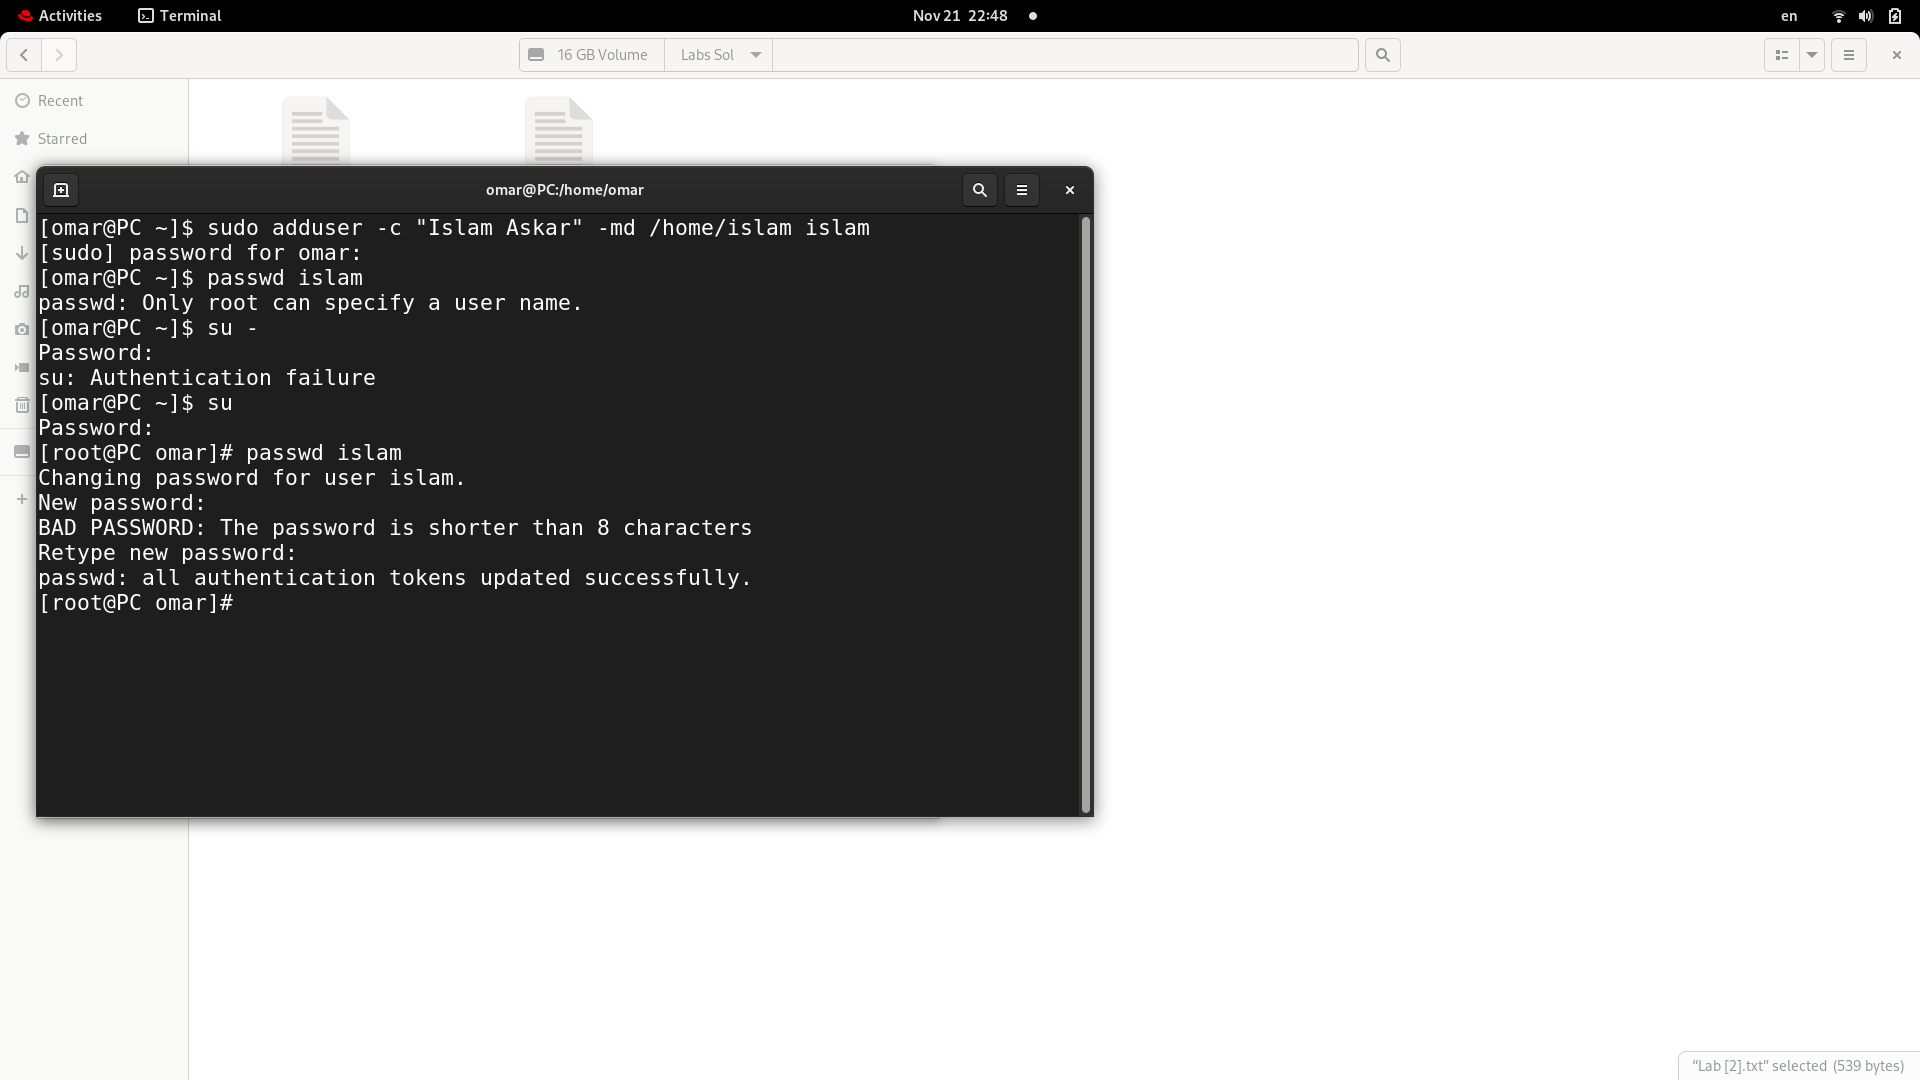 Activities
Terminal
Nov 21 22:48
en
16 GB Volume
Labs Sol
Recent
Starred
omar@PC:/home/omar
[omar@PC ~]$ sudo adduser -c "Islam Askar" -md /home/islam islam
[sudo] password for omar:
[omar@PC ~]$ passwd islam
passwd: Only root can specify a user name.
[omar@PC ~]$ su -
Password:
su: Authentication failure
[omar@PC ~]$ su
Password:
[root@PC omar]# passwd islam
Changing password for user islam.
New password:
BAD PASSWORD: The password is shorter than 8 characters
Retype new password:
passwd: all authentication tokens updated successfully.
[root@PC omar]#
“Lab [2].txt” selected (539 bytes)